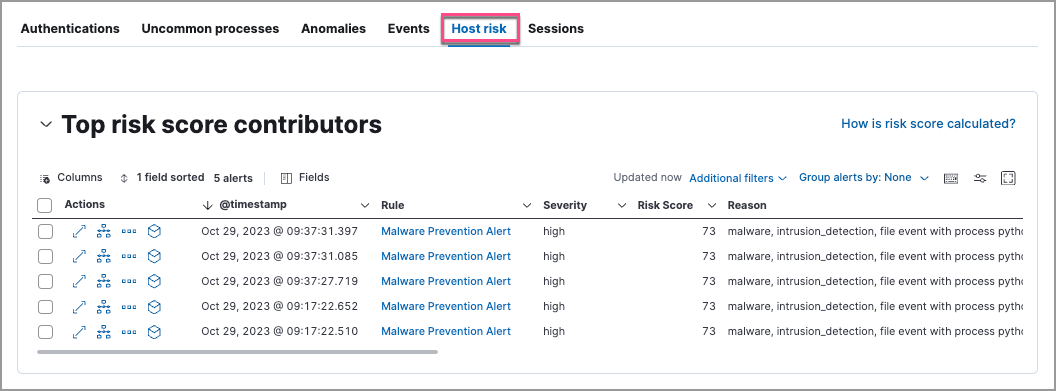 Authentications Uncommon processes Anomalies Events Host risk Sessions
Top risk score contributors
How is risk score calculated?
Columns 1 field sorted 5 alerts Fields Updated now Additional filters Group alerts by: None
Actions @timestamp Rule Severity Risk Score Reason
Oct 29, 2023 @ 09:37:31.397 Malware Prevention Alert high 73 malware, intrusion_detection, file event with process pytho
Oct 29, 2023 @ 09:37:31.085 Malware Prevention Alert high 73 malware, intrusion_detection, file event with process pytho
Oct 29, 2023 @ 09:37:27.719 Malware Prevention Alert high 73 malware, intrusion_detection, file event with process pytho
Oct 29, 2023 @ 09:17:22.652 Malware Prevention Alert high 73 malware, intrusion_detection, file event with process pytho
Oct 29, 2023 @ 09:17:22.510 Malware Prevention Alert high 73 malware, intrusion_detection, file event with process pytho